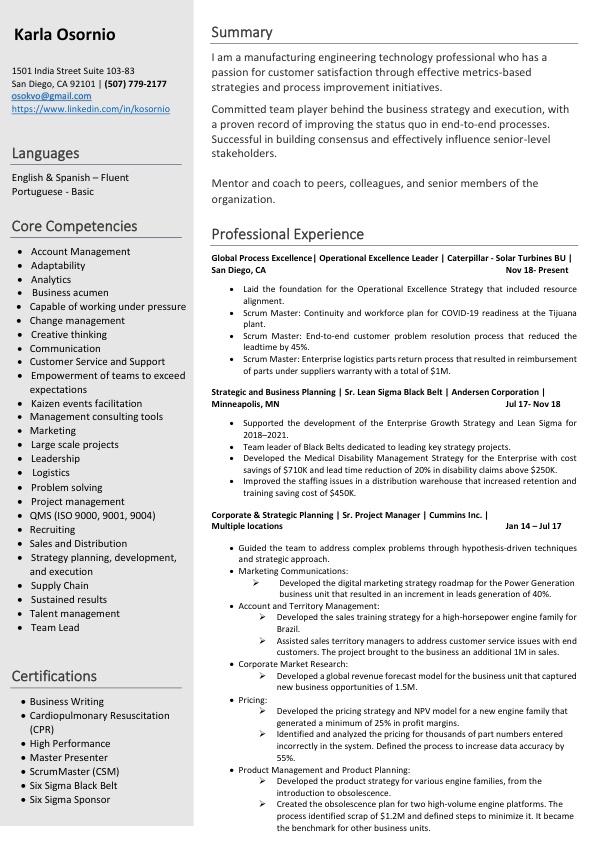 Karla Osornio
1501 India Street Suite 103-83
San Diego, CA 92101 | (507) 779-2177
osokvo@gmail.com
https://www.linkedin.com/in/kosornio
Languages
English & Spanish – Fluent
Portuguese - Basic
Core Competencies
• Account Management
• Adaptability
• Analytics
• Business acumen
• Capable of working under pressure
• Change management
• Creative thinking
• Communication
• Customer Service and Support
• Empowerment of teams to exceed
expectations
• Kaizen events facilitation
• Management consulting tools
• Marketing
• Large scale projects
• Leadership
• Logistics
• Problem solving
• Project management
• QMS (ISO 9000, 9001, 9004)
• Recruiting
• Sales and Distribution
• Strategy planning, development,
and execution
• Supply Chain
• Sustained results
• Talent management
• Team Lead
Certifications
• Business Writing
• Cardiopulmonary Resuscitation
(CPR)
• High Performance
• Master Presenter
• ScrumMaster (CSM)
• Six Sigma Black Belt
• Six Sigma Sponsor
Summary
I am a manufacturing engineering technology professional who has a
passion for customer satisfaction through effective metrics-based
strategies and process improvement initiatives.
Committed team player behind the business strategy and execution, with
a proven record of improving the status quo in end-to-end processes.
Successful in building consensus and effectively influence senior-level
stakeholders.
Mentor and coach to peers, colleagues, and senior members of the
organization.
Professional Experience
Global Process Excellence| Operational Excellence Leader | Caterpillar - Solar Turbines BU |
San Diego, CA Nov 18- Present
• Laid the foundation for the Operational Excellence Strategy that included resource
alignment.
• Scrum Master: Continuity and workforce plan for COVID-19 readiness at the Tijuana
plant.
• Scrum Master: End-to-end customer problem resolution process that reduced the
leadtime by 45%.
• Scrum Master: Enterprise logistics parts return process that resulted in reimbursement
of parts under suppliers warranty with a total of $1M.
Strategic and Business Planning | Sr. Lean Sigma Black Belt | Andersen Corporation |
Minneapolis, MN Jul 17- Nov 18
• Supported the development of the Enterprise Growth Strategy and Lean Sigma for
2018–2021.
• Team leader of Black Belts dedicated to leading key strategy projects.
• Developed the Medical Disability Management Strategy for the Enterprise with cost
savings of $710K and lead time reduction of 20% in disability claims above $250K.
• Improved the staffing issues in a distribution warehouse that increased retention and
training saving cost of $450K.
Corporate & Strategic Planning | Sr. Project Manager | Cummins Inc. |
Multiple locations Jan 14 – Jul 17
• Guided the team to address complex problems through hypothesis-driven techniques
and strategic approach.
• Marketing Communications:
➢ Developed the digital marketing strategy roadmap for the Power Generation
business unit that resulted in an increment in leads generation of 40%.
• Account and Territory Management:
➢ Developed the sales training strategy for a high-horsepower engine family for
Brazil.
➢ Assisted sales territory managers to address customer service issues with end
customers. The project brought to the business an additional 1M in sales.
• Corporate Market Research:
➢ Developed a global revenue forecast model for the business unit that captured
new business opportunities of 1.5M.
• Pricing:
➢ Developed the pricing strategy and NPV model for a new engine family that
generated a minimum of 25% in profit margins.
➢ Identified and analyzed the pricing for thousands of part numbers entered
incorrectly in the system. Defined the process to increase data accuracy by
55%.
• Product Management and Product Planning:
➢ Developed the product strategy for various engine families, from the
introduction to obsolescence.
➢ Created the obsolescence plan for two high-volume engine platforms. The
process identified scrap of $1.2M and defined steps to minimize it. It became
the benchmark for other business units.